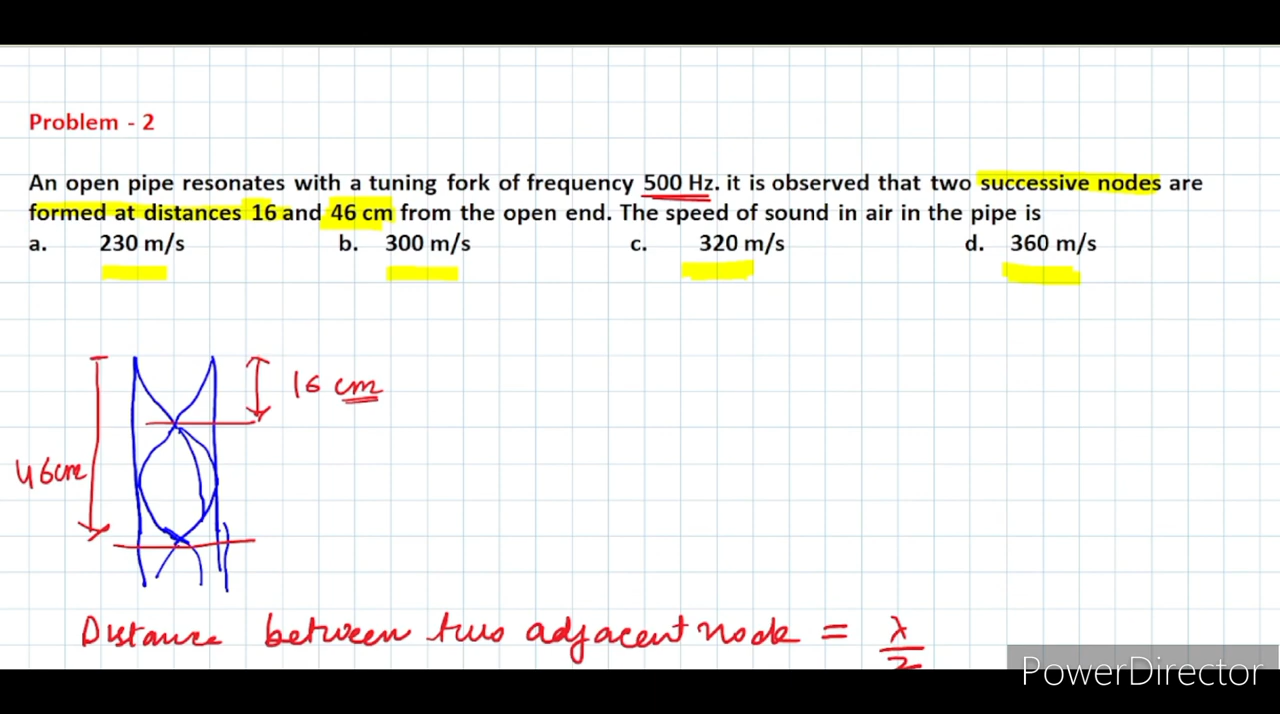 Problem - 2
An open pipe resonates with a tuning fork of frequency 500 Hz. it is observed that two successive nodes are
formed at distances 16 and 46 cm from the open end. The speed of sound in air in the pipe is
a. 230 m/s b. 300 m/s c. 320 m/s d. 360 m/s
16 cm
46cm
Distance between two adjacent node = λ/2
PowerDirector